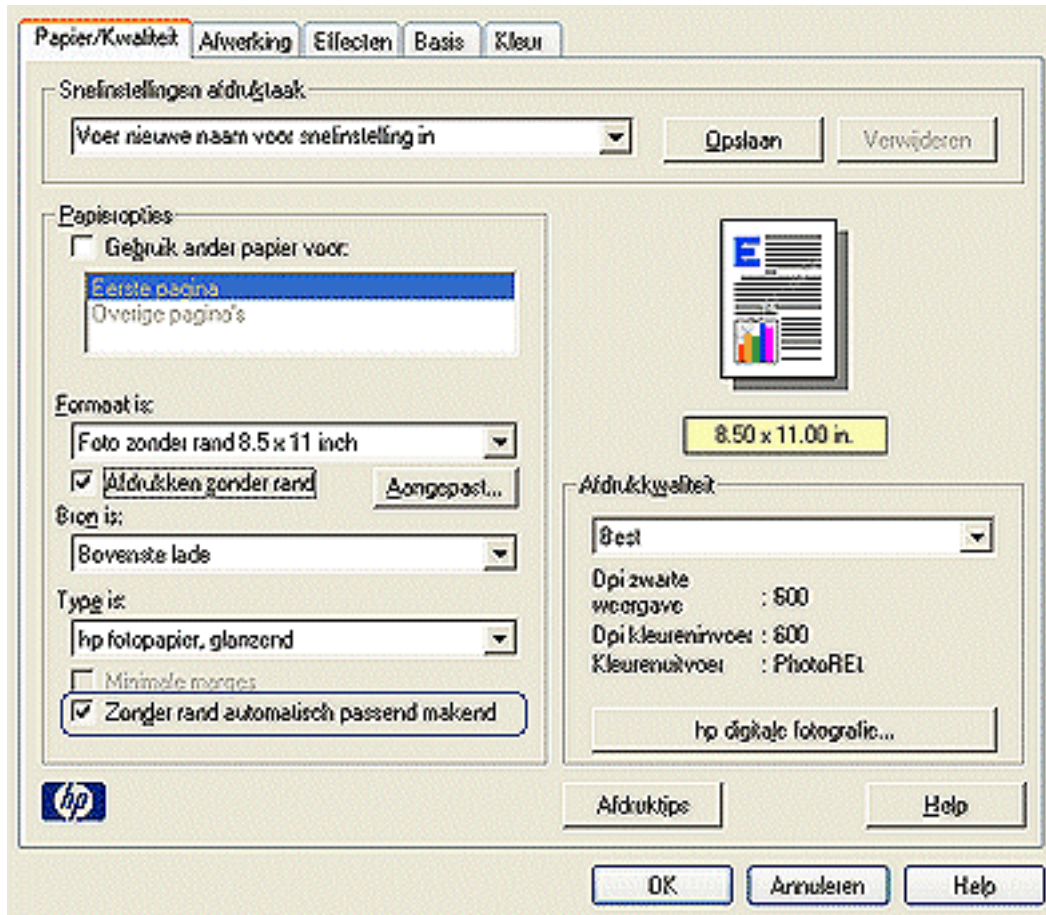 Papier/Kwaliteit Afwerking Effecten Basis Kleur
Snelinstellingen afdruktaak
Voer nieuwe naam voor snelinstelling in
Opslaan
Verwijderen
Papieropties
Gebruik ander papier voor:
Eerste pagina
Overige pagina's
Formaat is:
Foto zonder rand 8.5 x 11 inch
Afdrukken zonder rand
Aangepast...
Bron is:
Bovenste lade
Type is:
hp fotopapier, glanzend
Minimale marges
Zonder rand automatisch passend makend
E
8.50 x 11.00 in.
Afdrukkwaliteit
Best
Dpi zwarte
weergave : 600
Dpi kleureninvoer : 600
Kleurenuitvoer : PhotoREt
hp digitale fotografie...
hp
Afdruktips
Help
OK
Annuleren
Help